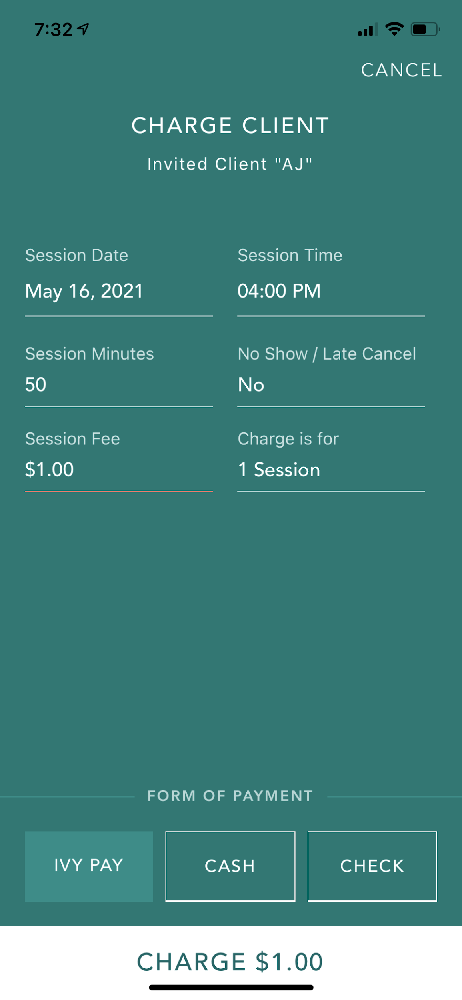 7:32
CANCEL
CHARGE CLIENT
Invited Client "AJ"
Session Date
Session Time
May 16, 2021
04:00 PM
Session Minutes
No Show / Late Cancel
50
No
Session Fee
Charge is for
$1.00
1 Session
FORM OF PAYMENT
IVY PAY
CASH
CHECK
CHARGE $1.00